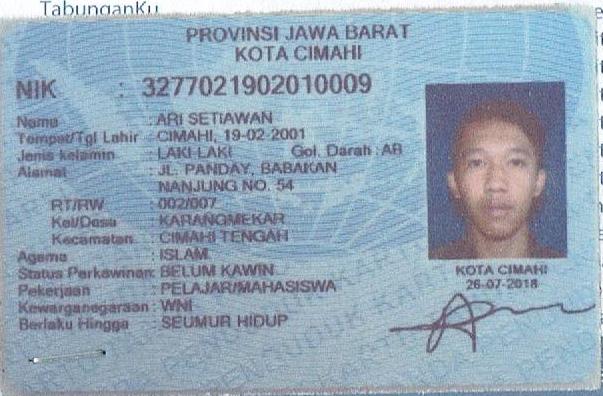 TabunganKu
PROVINSI JAWA BARAT
KOTA CIMAHI
NIK : 3277021902010009
Nama : ARI SETIAWAN
Tempat/Tgl Lahir : CIMAHI, 19-02-2001
Jenis kelamin : LAKI-LAKI Gol. Darah : AB
Alamat : JL. PANDAY, BABAKAN
NANJUNG NO. 54
RT/RW : 002/007
Kel/Desa : KARANGMEKAR
Kecamatan : CIMAHI TENGAH
Agama : ISLAM
Status Perkawinan: BELUM KAWIN
Pekerjaan : PELAJAR/MAHASISWA
Kewarganegaraan : WNI
Berlaku Hingga : SEUMUR HIDUP
KOTA CIMAHI
26-07-2018